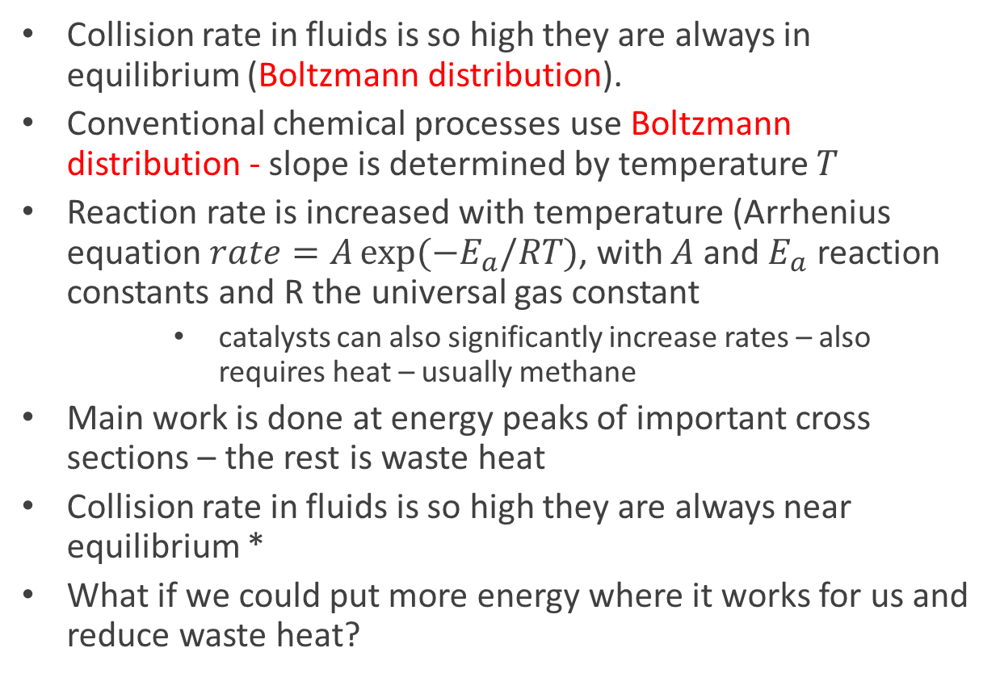 • Collision rate in fluids is so high they are always in
equilibrium (Boltzmann distribution).
• Conventional chemical processes use Boltzmann
distribution - slope is determined by temperature T
• Reaction rate is increased with temperature (Arrhenius
equation rate = A exp(−Eₐ/RT), with A and Eₐ reaction
constants and R the universal gas constant
• catalysts can also significantly increase rates – also
requires heat – usually methane
• Main work is done at energy peaks of important cross
sections – the rest is waste heat
• Collision rate in fluids is so high they are always near
equilibrium *
• What if we could put more energy where it works for us and
reduce waste heat?